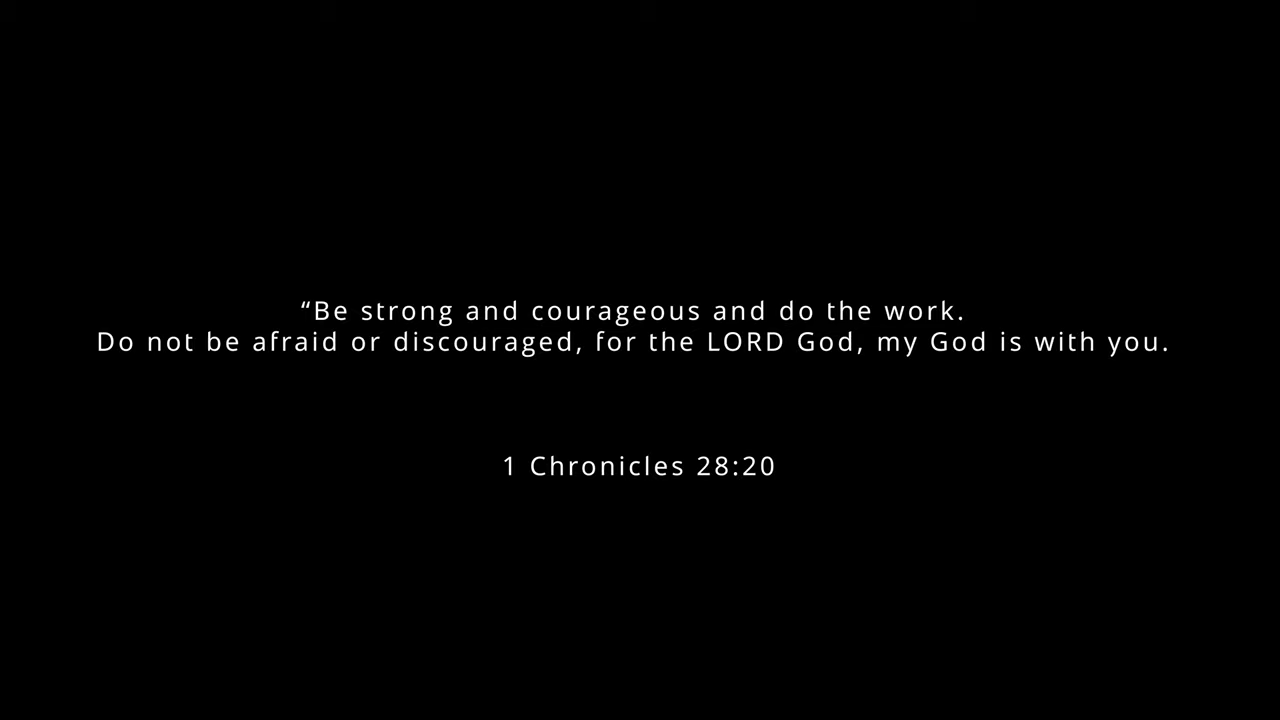 “Be strong and courageous and do the work.
Do not be afraid or discouraged, for the LORD God, my God is with you.
1 Chronicles 28:20